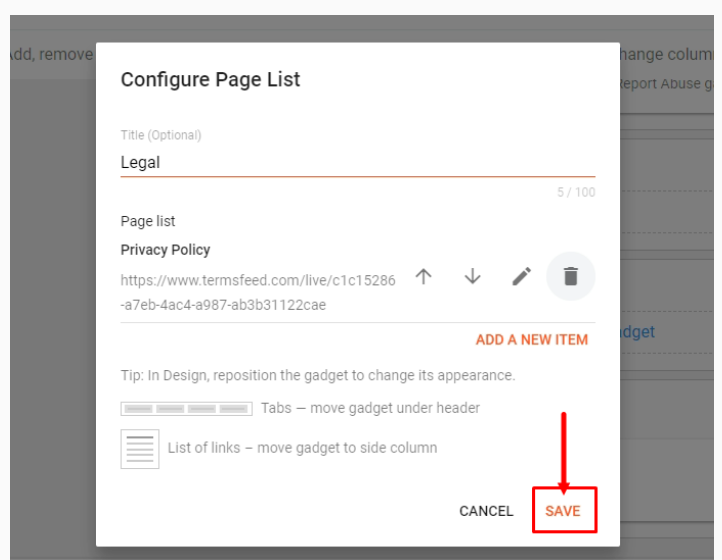 Add, remove
hange colum
Report Abuse g
Configure Page List
Title (Optional)
Legal
5 / 100
Page list
Privacy Policy
https://www.termsfeed.com/live/c1c15286
-a7eb-4ac4-a987-ab3b31122cae
ADD A NEW ITEM
adget
Tip: In Design, reposition the gadget to change its appearance.
Tabs — move gadget under header
List of links – move gadget to side column
CANCEL SAVE